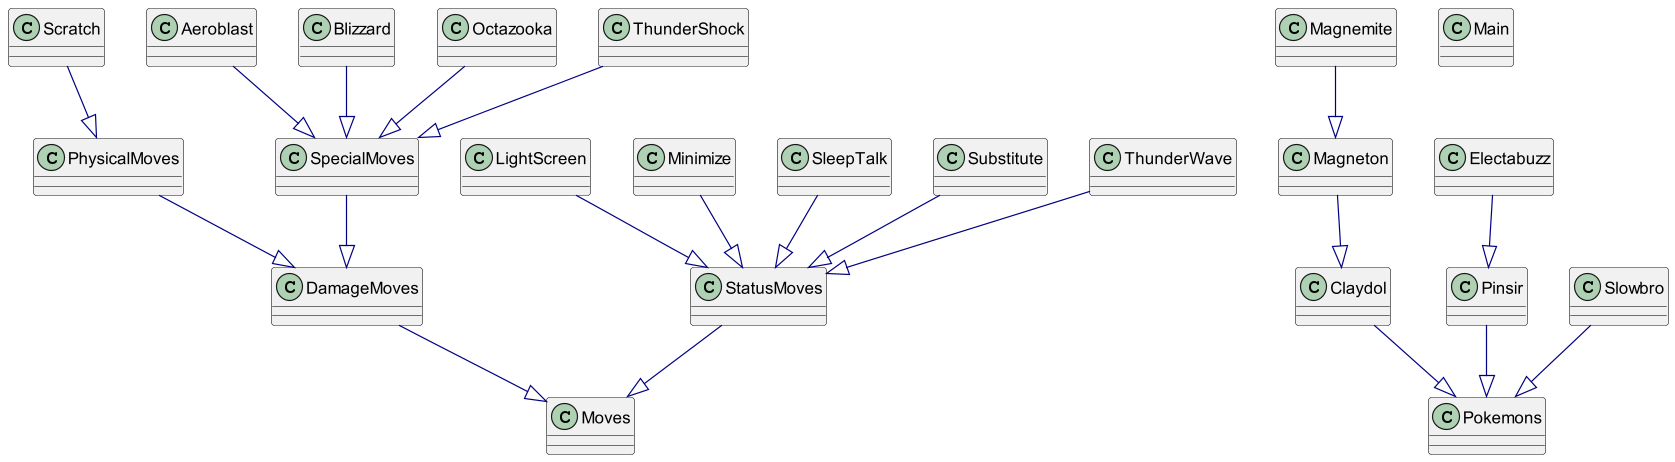 C Scratch
C Aeroblast
C Blizzard
C Octazooka
C ThunderShock
C Magnemite
C Main
C PhysicalMoves
C SpecialMoves
C LightScreen
C Minimize
C SleepTalk
C Substitute
C ThunderWave
C Magneton
C Electabuzz
C DamageMoves
C StatusMoves
C Claydol
C Pinsir
C Slowbro
C Moves
C Pokemons